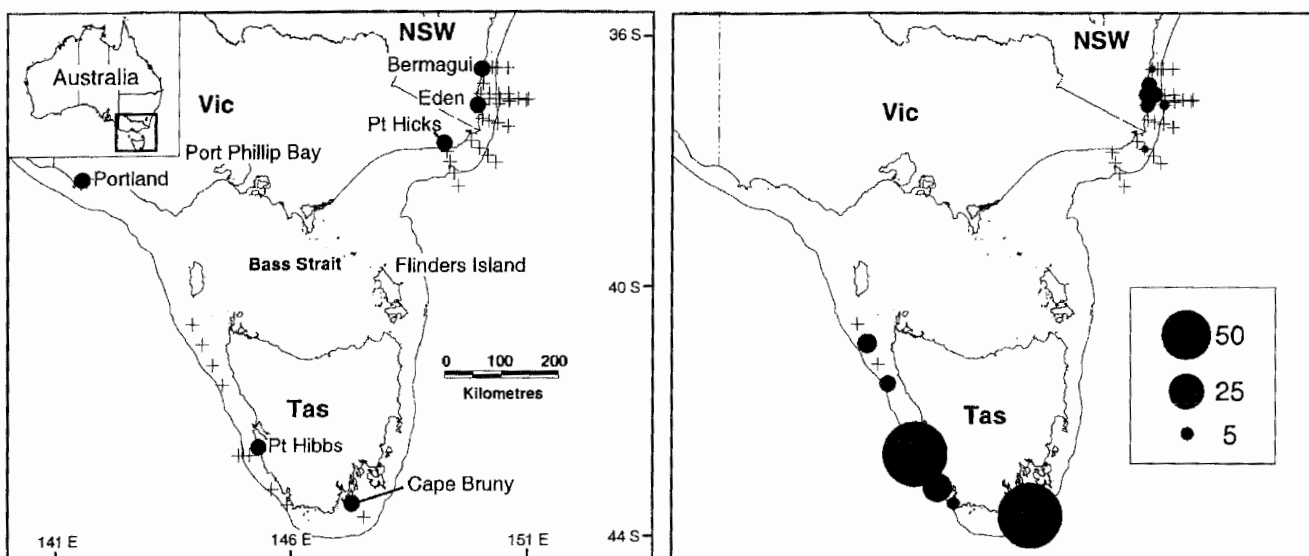 NSW
36 S
Bermagui
Australia
Eden
Vic
Pt Hicks
Port Phillip Bay
Portland
Bass Strait
Flinders Island
40 S
0 100 200
Kilometres
Tas
Pt Hibbs
Cape Bruny
141 E
146 E
151 E
44 S
NSW
Vic
Tas
50
25
5